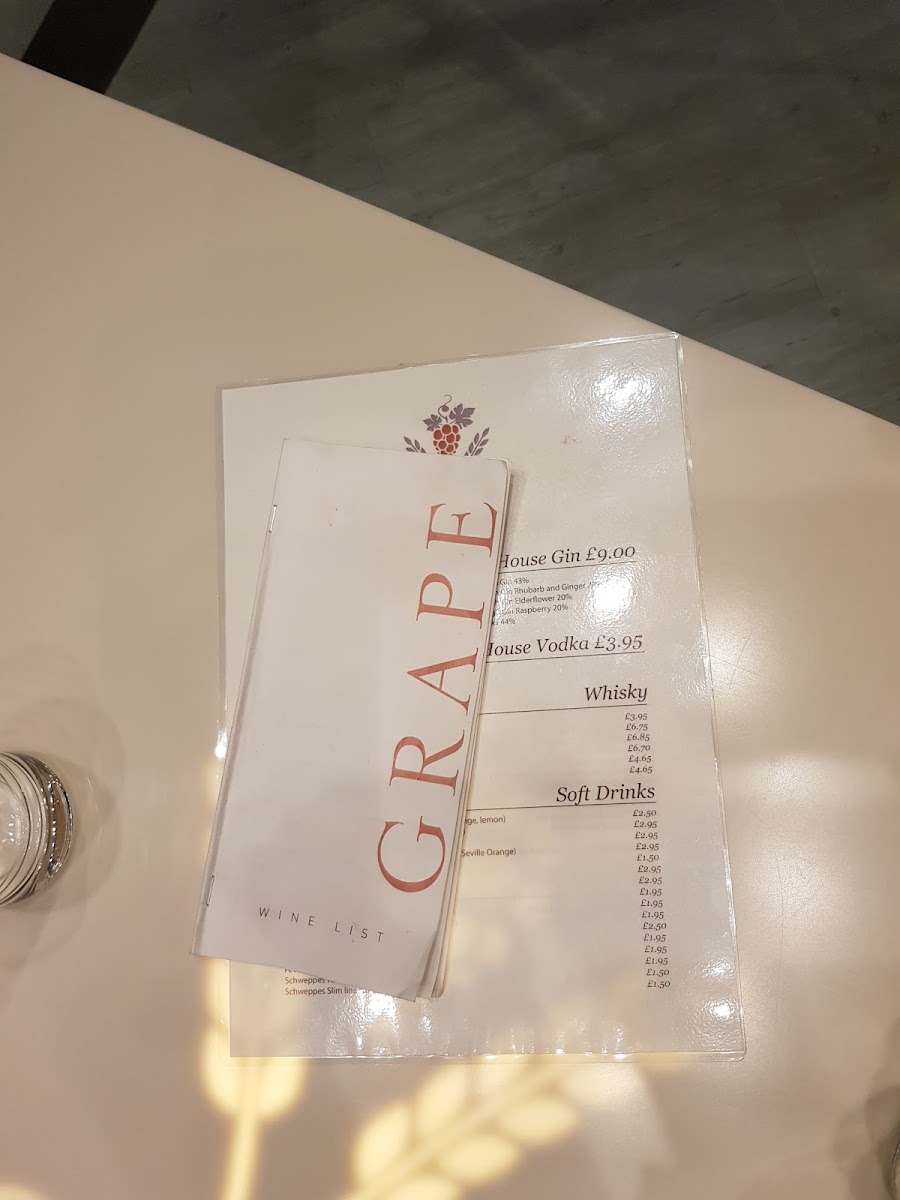 GRAPE
WINE LIST
House Gin £9.00
Gin 43%
Gin Rhubarb and Ginger
Elderflower 20%
Raspberry 20%
44%
House Vodka £3.95
Whisky
£3.95
£6.75
£6.85
£6.70
£4.65
£4.65
Soft Drinks
lemon) £2.50
£2.95
£2.95
Seville Orange) £2.95
£1.50
£2.95
£2.95
£1.95
£1.95
£1.95
£2.50
£1.95
£1.95
£1.95
Schweppes £1.50
Schweppes Slim line £1.50